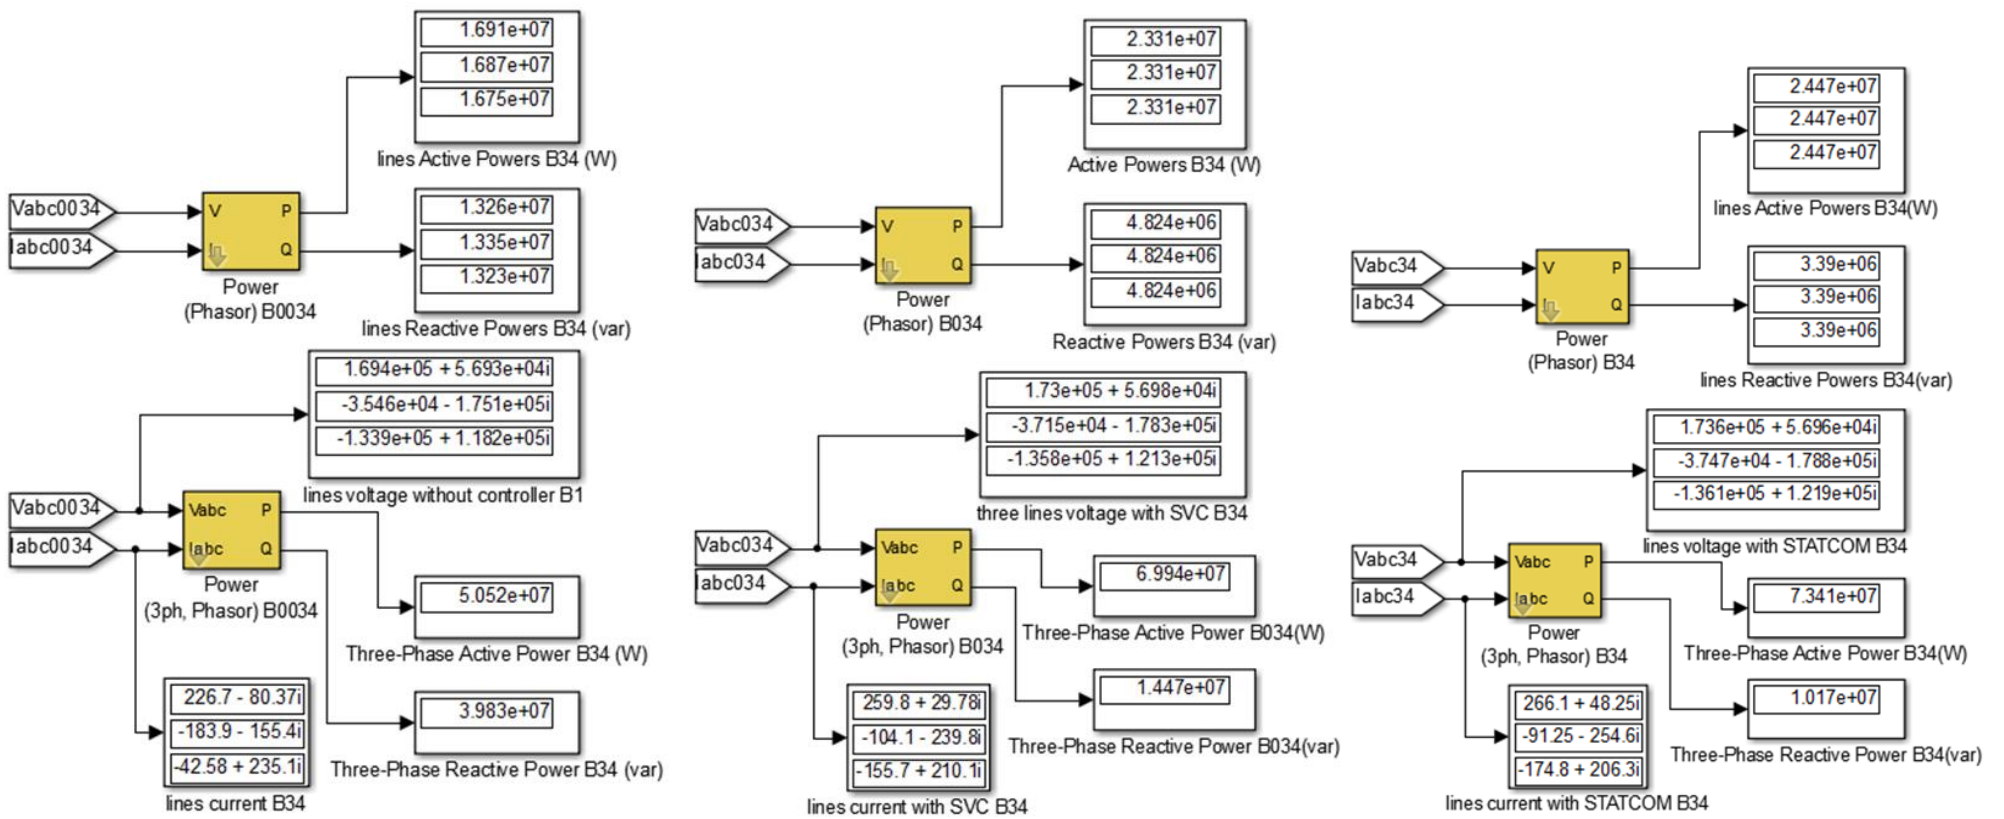 1.691e+07
1.687e+07
1.675e+07
lines Active Powers B34 (W)
Vabc0034
Iabc0034
V P
I Q
Power
(Phasor) B0034
1.326e+07
1.335e+07
1.323e+07
lines Reactive Powers B34 (var)
1.694e+05 + 5.693e+04i
-3.546e+04 - 1.751e+05i
-1.339e+05 + 1.182e+05i
lines voltage without controller B1
Vabc0034
Iabc0034
Vabc P
Iabc Q
Power
(3ph, Phasor) B0034
5.052e+07
Three-Phase Active Power B34 (W)
226.7 - 80.37i
-183.9 - 155.4i
-42.58 + 235.1i
lines current B34
3.983e+07
Three-Phase Reactive Power B34 (var)
2.331e+07
2.331e+07
2.331e+07
Active Powers B34 (W)
Vabc034
Iabc034
V P
I Q
Power
(Phasor) B034
4.824e+06
4.824e+06
4.824e+06
Reactive Powers B34 (var)
1.73e+05 + 5.698e+04i
-3.715e+04 - 1.783e+05i
-1.358e+05 + 1.213e+05i
three lines voltage with SVC B34
Vabc034
Iabc034
Vabc P
Iabc Q
Power
(3ph, Phasor) B034
6.994e+07
Three-Phase Active Power B034(W)
259.8 + 29.78i
-104.1 - 239.8i
-155.7 + 210.1i
lines current with SVC B34
1.447e+07
Three-Phase Reactive Power B034(var)
2.447e+07
2.447e+07
2.447e+07
lines Active Powers B34(W)
Vabc34
Iabc34
V P
I Q
Power
(Phasor) B34
3.39e+06
3.39e+06
3.39e+06
lines Reactive Powers B34(var)
1.736e+05 + 5.696e+04i
-3.747e+04 - 1.788e+05i
-1.361e+05 + 1.219e+05i
lines voltage with STATCOM B34
Vabc34
Iabc34
Vabc P
Iabc Q
Power
(3ph, Phasor) B34
7.341e+07
Three-Phase Active Power B34(W)
266.1 + 48.25i
-91.25 - 254.6i
-174.8 + 206.3i
lines current with STATCOM B34
1.017e+07
Three-Phase Reactive Power B34(var)